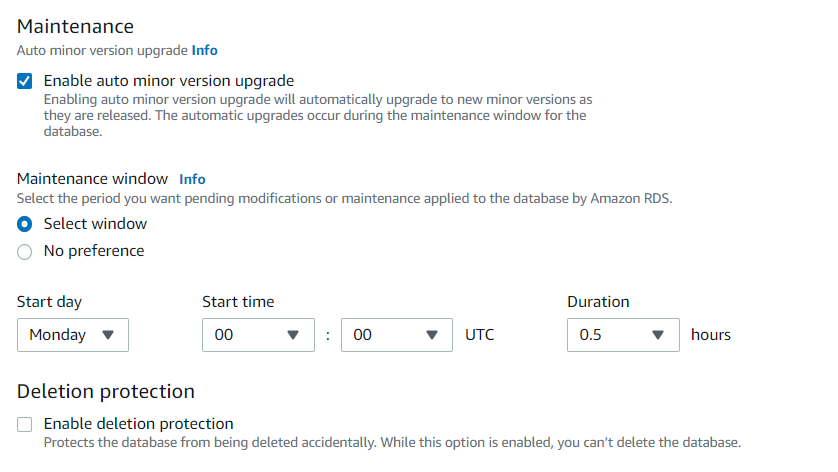 Maintenance
Auto minor version upgrade Info
Enable auto minor version upgrade
Enabling auto minor version upgrade will automatically upgrade to new minor versions as
they are released. The automatic upgrades occur during the maintenance window for the
database.
Maintenance window Info
Select the period you want pending modifications or maintenance applied to the database by Amazon RDS.
Select window
No preference
Start day Start time Duration
Monday 00 : 00 UTC 0.5 hours
Deletion protection
Enable deletion protection
Protects the database from being deleted accidentally. While this option is enabled, you can't delete the database.